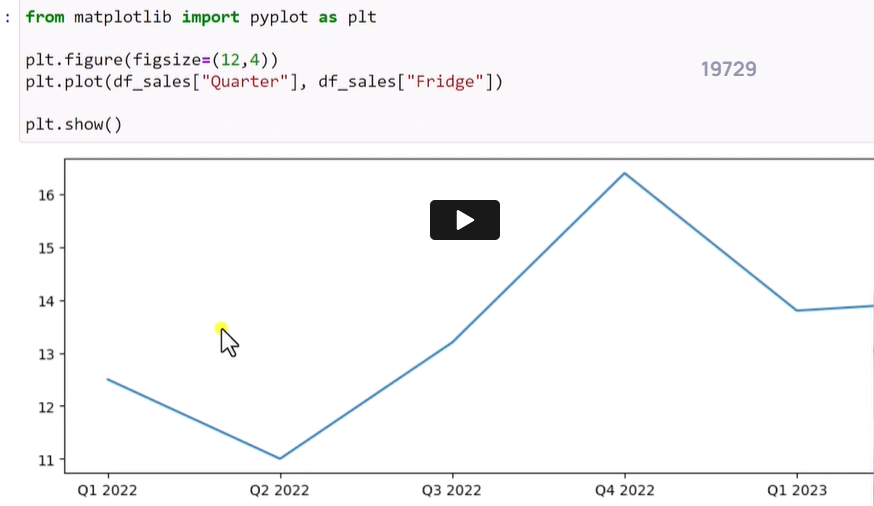 : from matplotlib import pyplot as plt
plt.figure(figsize=(12,4))
19729
plt.plot(df_sales["Quarter"], df_sales["Fridge"])
plt.show()
16
15
14
13
12
11
Q1 2022 Q2 2022 Q3 2022 Q4 2022 Q1 2023